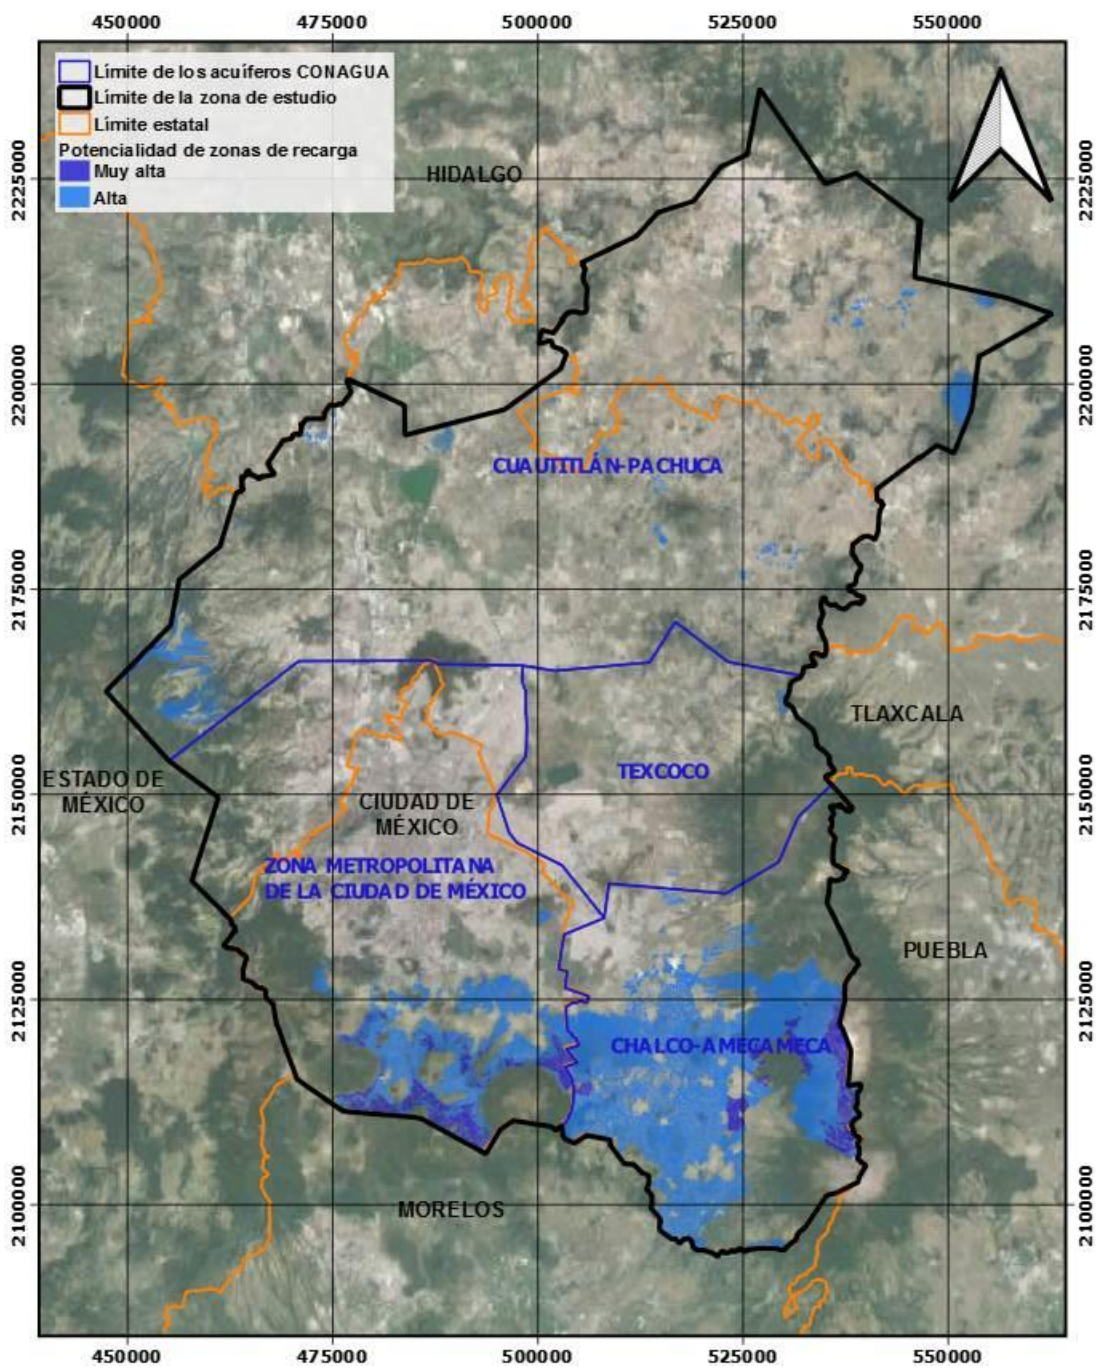 450000 475000 500000 525000 550000
Límite de los acuíferos CONAGUA
Límite de la zona de estudio
Límite estatal
Potencialidad de zonas de recarga
Muy alta
Alta
HIDALGO
2225000 2225000
2200000 2200000
CUAUTITLÁN-PACHUCA
2175000 2175000
TLAXCALA
TEXCOCO
ESTADO DE
MÉXICO
2150000 2150000
CIUDAD DE
MÉXICO
ZONA METROPOLITANA
DE LA CIUDAD DE MÉXICO
PUEBLA
2125000 2125000
CHALCO-AMECAMECA
MORELOS
2100000 2100000
450000 475000 500000 525000 550000